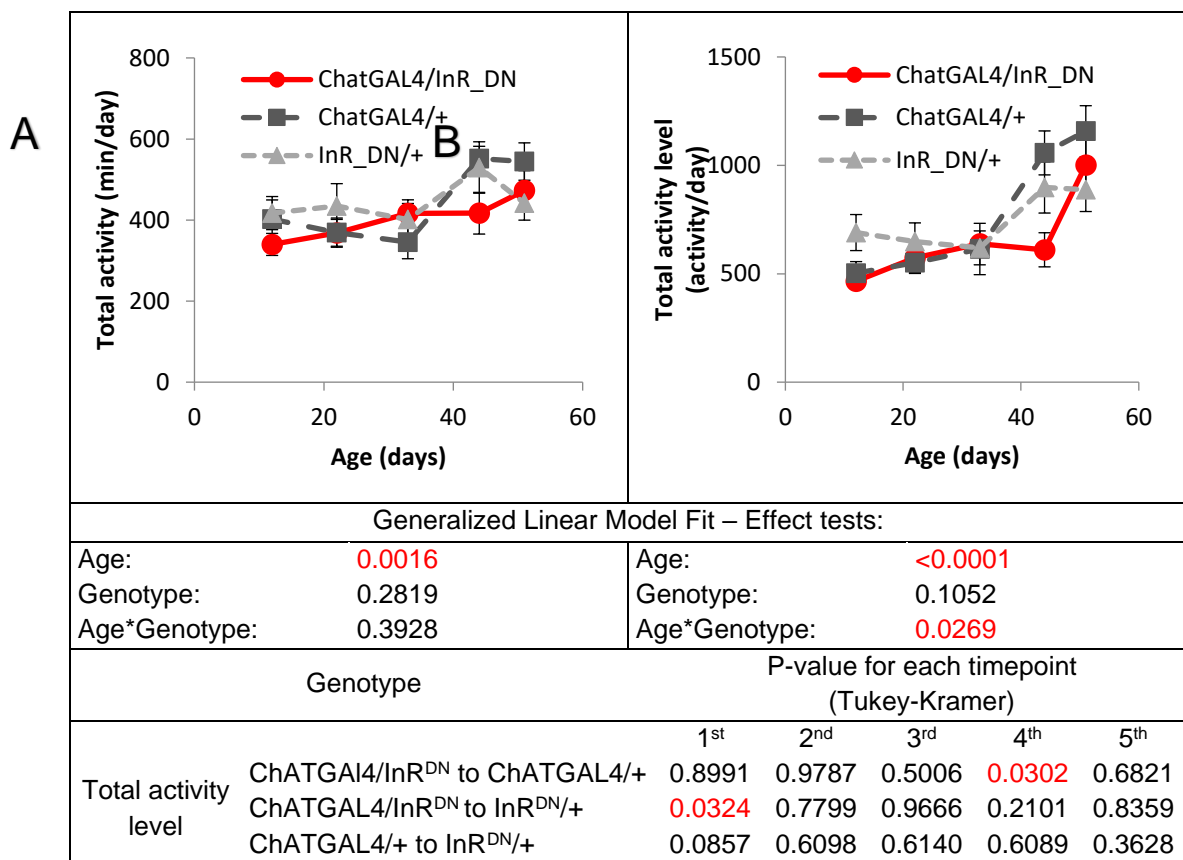 A
Total activity (min/day)
800
600
400
200
0
0 20 40 60
Age (days)
ChatGAL4/InR_DN
ChatGAL4/+
InR_DN/+
B
Total activity level
(activity/day)
1500
1000
500
0
0 20 40 60
Age (days)
ChatGAL4/InR_DN
ChatGAL4/+
InR_DN/+
Generalized Linear Model Fit – Effect tests:
Age: 0.0016 Age: <0.0001
Genotype: 0.2819 Genotype: 0.1052
Age*Genotype: 0.3928 Age*Genotype: 0.0269
Genotype P-value for each timepoint
(Tukey-Kramer)
1st 2nd 3rd 4th 5th
Total activity
level
ChATGAl4/InRDN to ChATGAL4/+ 0.8991 0.9787 0.5006 0.0302 0.6821
ChATGAL4/InRDN to InRDN/+ 0.0324 0.7799 0.9666 0.2101 0.8359
ChATGAL4/+ to InRDN/+ 0.0857 0.6098 0.6140 0.6089 0.3628